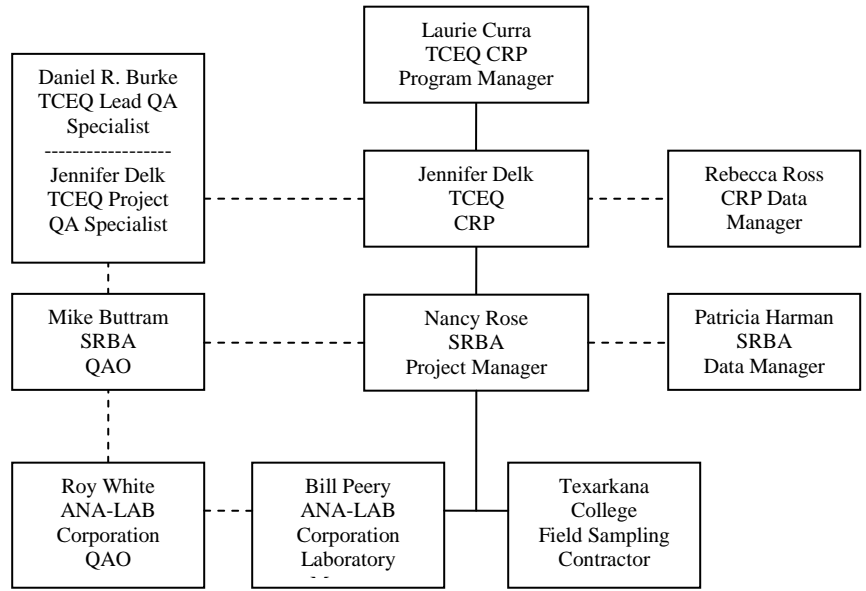 Laurie Curra
TCEQ CRP
Program Manager
Daniel R. Burke
TCEQ Lead QA
Specialist
-------------------
Jennifer Delk
TCEQ Project
QA Specialist
Jennifer Delk
TCEQ
CRP
Rebecca Ross
CRP Data
Manager
Mike Buttram
SRBA
QAO
Nancy Rose
SRBA
Project Manager
Patricia Harman
SRBA
Data Manager
Roy White
ANA-LAB
Corporation
QAO
Bill Peery
ANA-LAB
Corporation
Laboratory
Texarkana
College
Field Sampling
Contractor